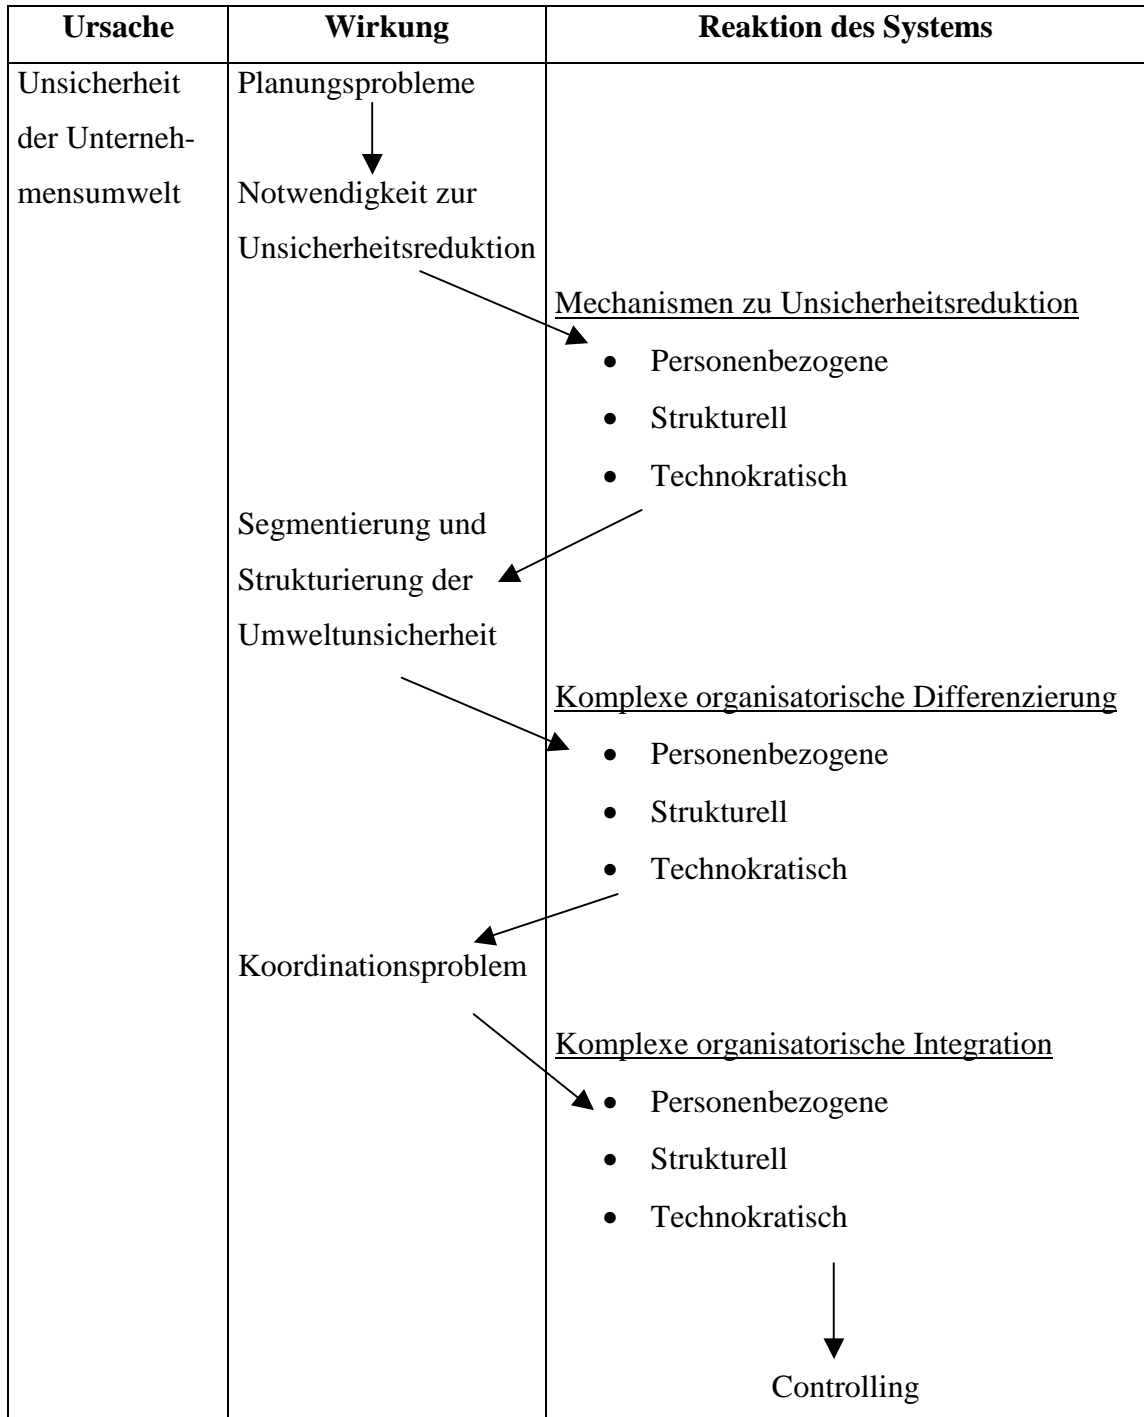 Ursache
Wirkung
Reaktion des Systems
Unsicherheit
der Unterneh-
mensumwelt
Planungsprobleme
Notwendigkeit zur
Unsicherheitsreduktion
Mechanismen zu Unsicherheitsreduktion
• Personenbezogene
• Strukturell
• Technokratisch
Segmentierung und
Strukturierung der
Umweltunsicherheit
Komplexe organisatorische Differenzierung
• Personenbezogene
• Strukturell
• Technokratisch
Koordinationsproblem
Komplexe organisatorische Integration
• Personenbezogene
• Strukturell
• Technokratisch
Controlling